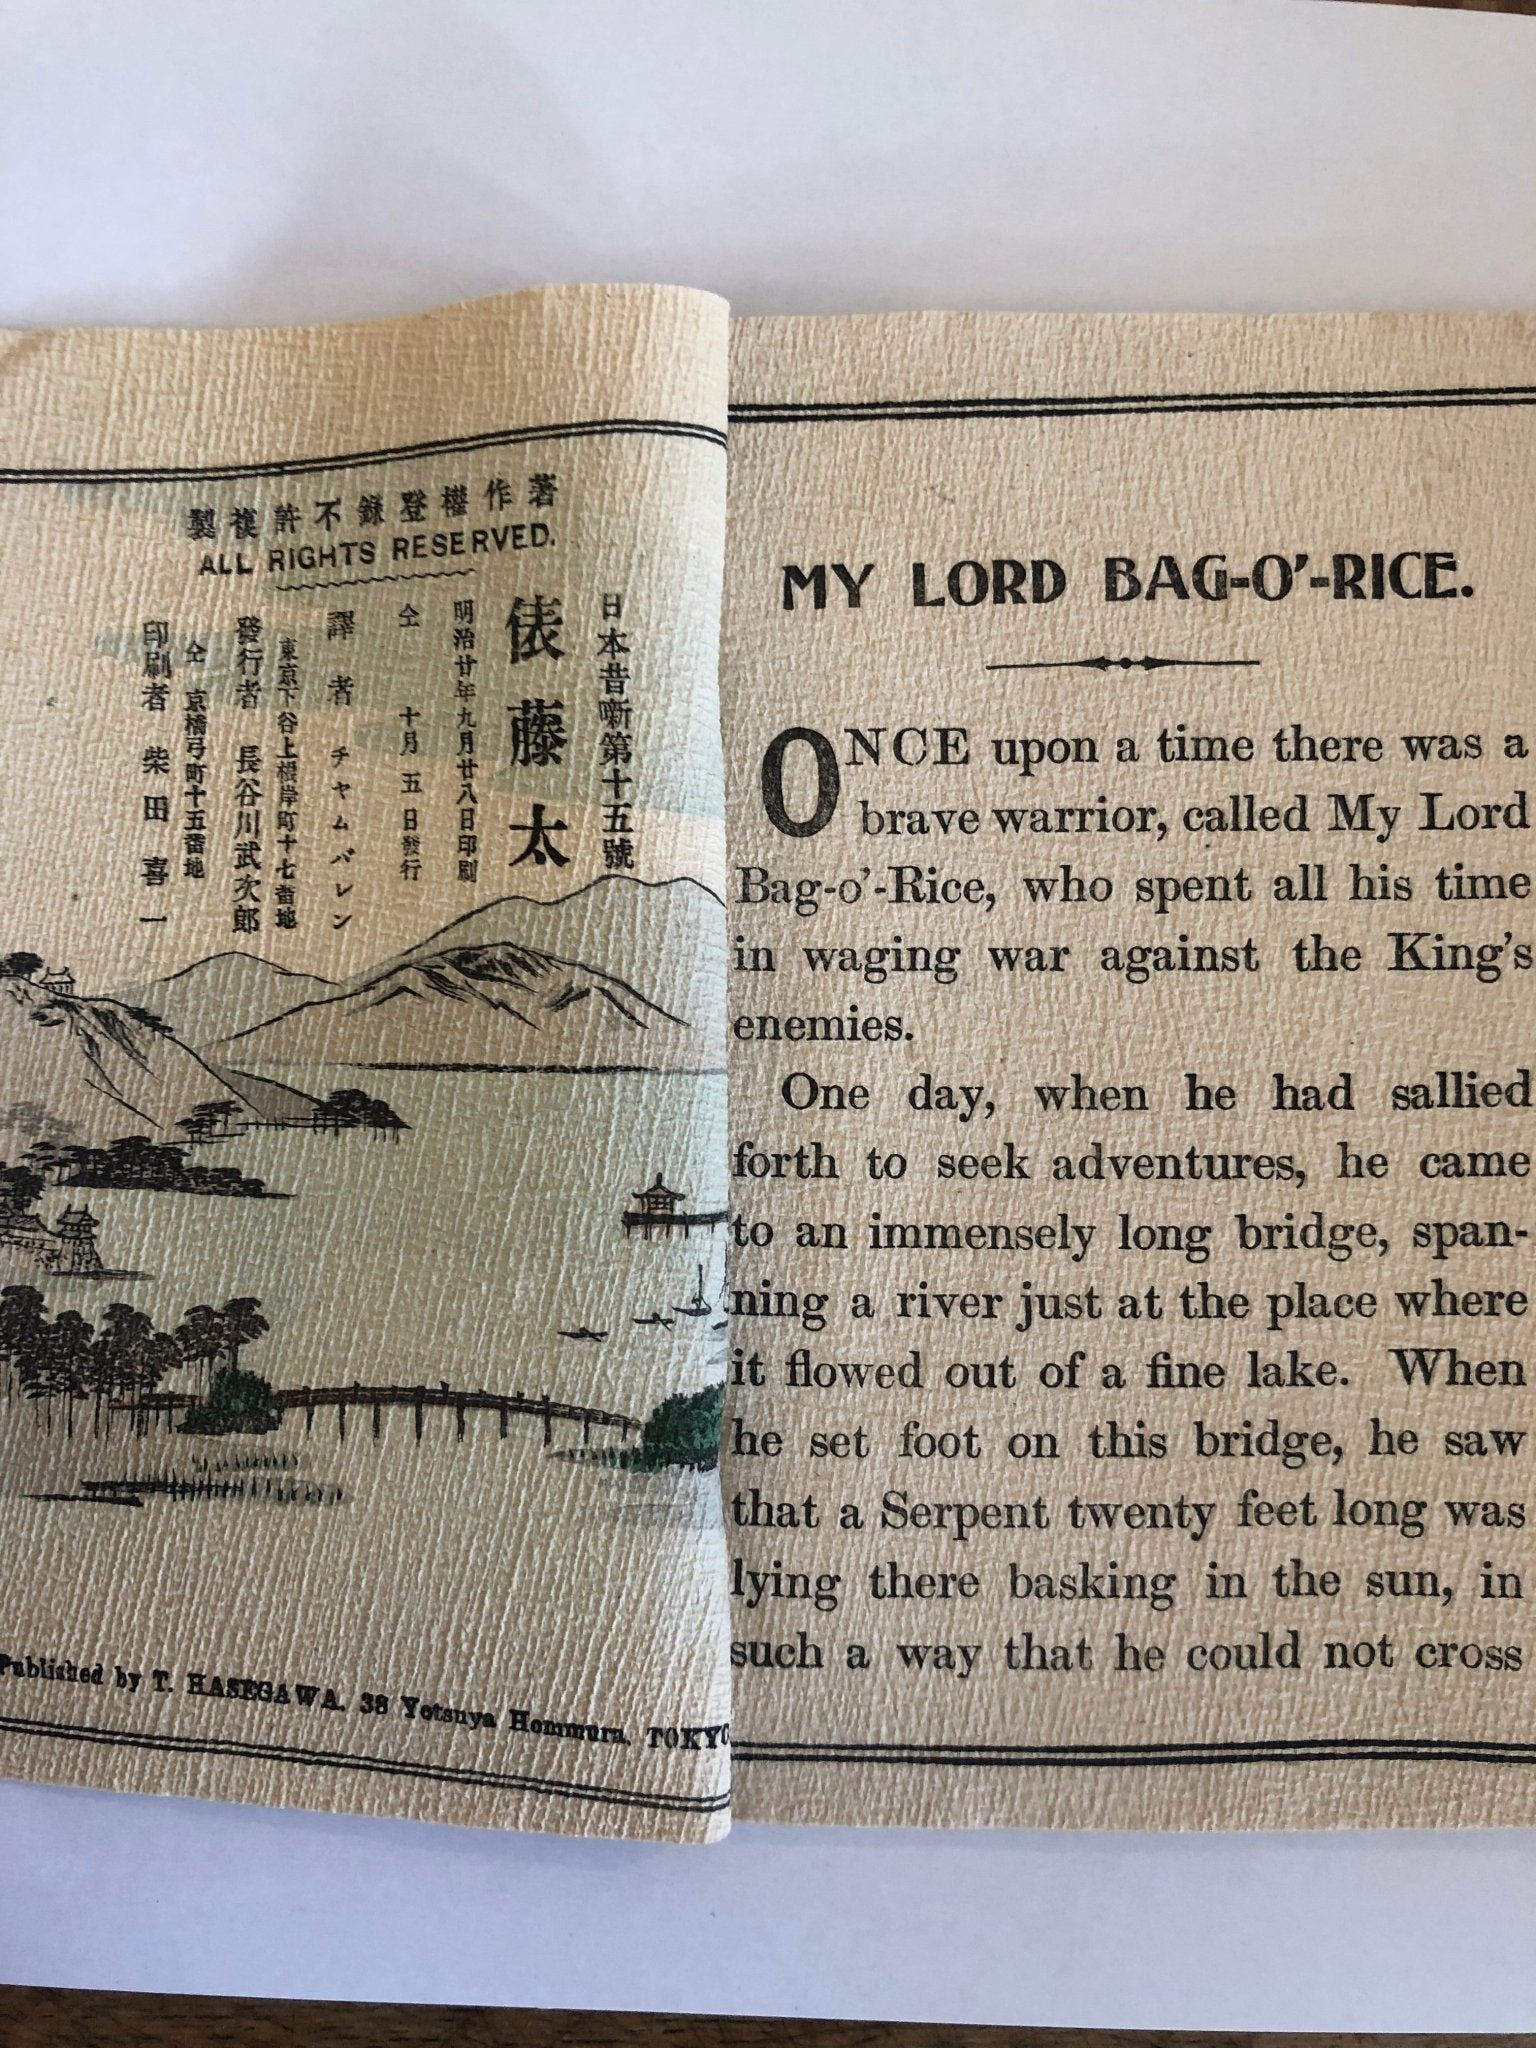 著作權登錄不許複製
ALL RIGHTS RESERVED.
日本昔噺第十五號
俵藤太
明治廿年九月廿八日印刷
仝 十月五日發行
譯者 チャムバレン
東京下谷上根岸町十七番地
發行者 長谷川武次郎
仝 京橋弓町十五番地
印刷者 柴田喜一
Published by T. HASEGAWA. 38 Yotsuya Hommura, TOKYO
MY LORD BAG-O'-RICE.
ONCE upon a time there was a
brave warrior, called My Lord
Bag-o'-Rice, who spent all his time
in waging war against the King's
enemies.
One day, when he had sallied
forth to seek adventures, he came
to an immensely long bridge, span-
ning a river just at the place where
it flowed out of a fine lake. When
he set foot on this bridge, he saw
that a Serpent twenty feet long was
lying there basking in the sun, in
such a way that he could not cross